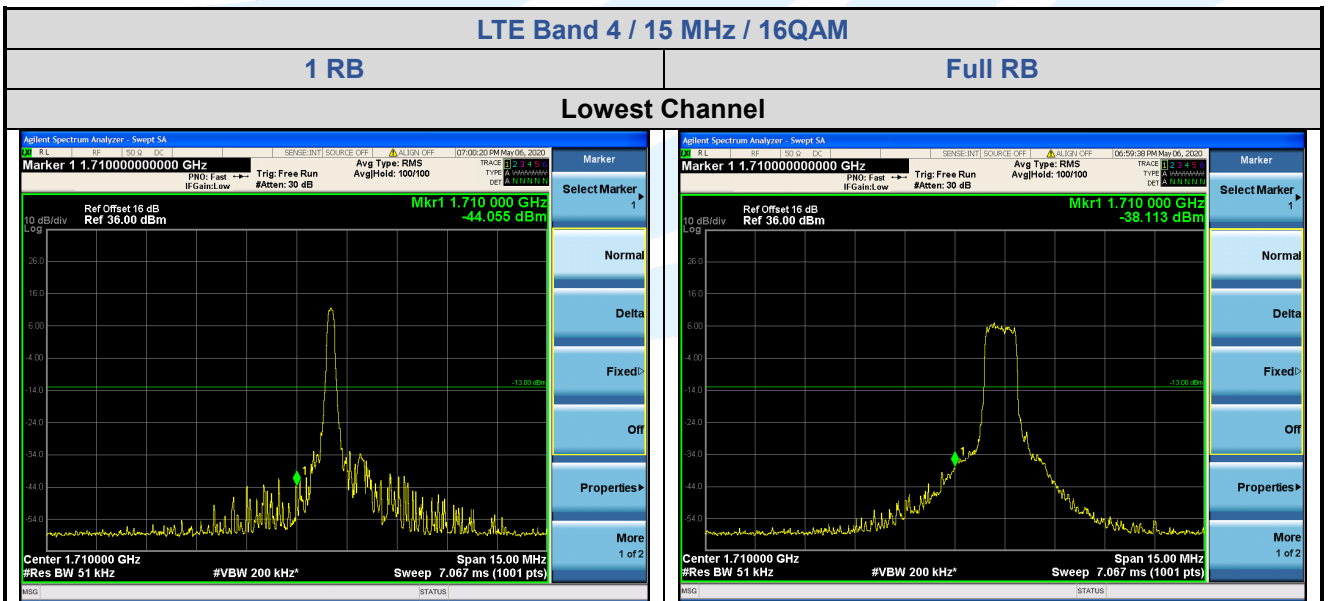 LTE Band 4 / 15 MHz / 16QAM
1 RB
Full RB
Lowest Channel
Agilent Spectrum Analyzer - Swept SA
RL RF 50 Ω DC SENSE:INT SOURCE OFF ALIGN OFF 07:00:20 PM May 06, 2020
Marker 1 1.710000000000 GHz
Avg Type: RMS
TRACE 1 2 3 4 5 6
PNO: Fast
Trig: Free Run
Avg|Hold: 100/100
TYPE A
IFGain:Low
#Atten: 30 dB
DET A N N N N N
Mkr1 1.710 000 GHz
-44.055 dBm
Ref Offset 16 dB
10 dB/div Ref 36.00 dBm
Log
26.0
16.0
6.00
-4.00
-13.00 dBm
-14.0
-24.0
-34.0
1
-44.0
-54.0
Center 1.710000 GHz Span 15.00 MHz
#Res BW 51 kHz #VBW 200 kHz* Sweep 7.067 ms (1001 pts)
MSG STATUS
Marker
Select Marker
1
Normal
Delta
Fixed
Off
Properties
More
1 of 2
Agilent Spectrum Analyzer - Swept SA
RL RF 50 Ω DC SENSE:INT SOURCE OFF ALIGN OFF 06:59:38 PM May 06, 2020
Marker 1 1.710000000000 GHz
Avg Type: RMS
TRACE 1 2 3 4 5 6
PNO: Fast
Trig: Free Run
Avg|Hold: 100/100
TYPE A
IFGain:Low
#Atten: 30 dB
DET A N N N N N
Mkr1 1.710 000 GHz
-38.113 dBm
Ref Offset 16 dB
10 dB/div Ref 36.00 dBm
Log
26.0
16.0
6.00
-4.00
-13.00 dBm
-14.0
-24.0
-34.0
1
-44.0
-54.0
Center 1.710000 GHz Span 15.00 MHz
#Res BW 51 kHz #VBW 200 kHz* Sweep 7.067 ms (1001 pts)
MSG STATUS
Marker
Select Marker
1
Normal
Delta
Fixed
Off
Properties
More
1 of 2